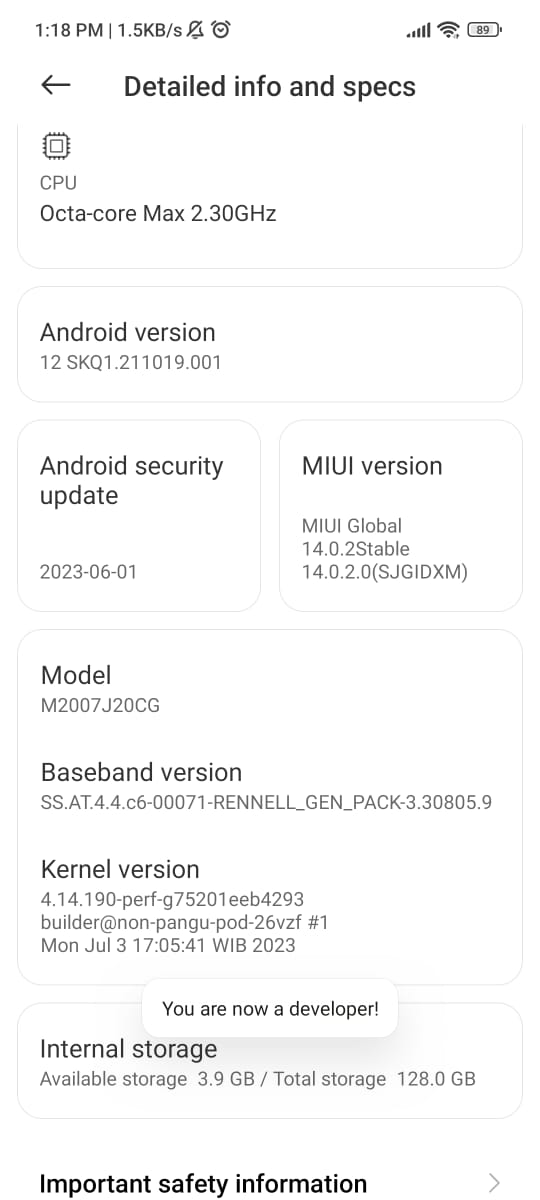 1:18 PM | 1.5KB/s
89
Detailed info and specs
CPU
Octa-core Max 2.30GHz
Android version
12 SKQ1.211019.001
Android security
update
2023-06-01
MIUI version
MIUI Global
14.0.2Stable
14.0.2.0(SJGIDXM)
Model
M2007J20CG
Baseband version
SS.AT.4.4.c6-00071-RENNELL_GEN_PACK-3.30805.9
Kernel version
4.14.190-perf-g75201eeb4293
builder@non-pangu-pod-26vzf #1
Mon Jul 3 17:05:41 WIB 2023
You are now a developer!
Internal storage
Available storage 3.9 GB / Total storage 128.0 GB
Important safety information